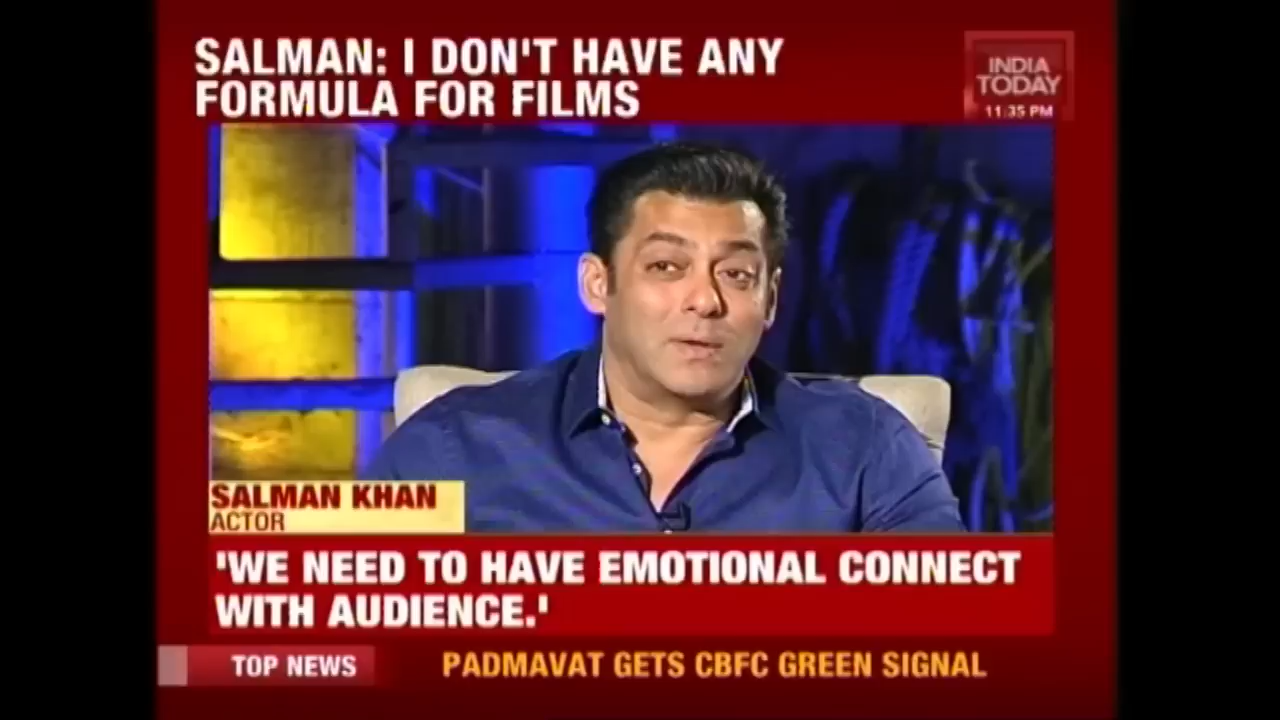 SALMAN: I DON'T HAVE ANY
FORMULA FOR FILMS
INDIA
TODAY
11:35 PM
SALMAN KHAN
ACTOR
'WE NEED TO HAVE EMOTIONAL CONNECT
WITH AUDIENCE.'
TOP NEWS
PADMAVAT GETS CBFC GREEN SIGNAL